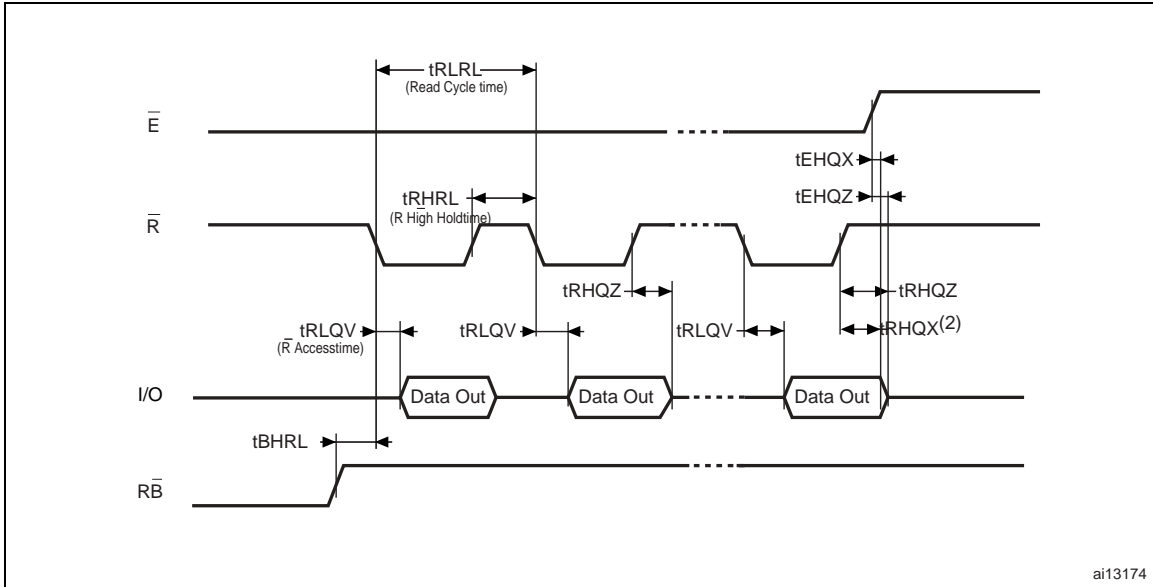 tRLRL
(Read Cycle time)
E̅
tEHQX
tRHRL
(R̅ High Holdtime)
tEHQZ
R̅
tRHQZ
tRHQZ
tRLQV
(R̅ Accesstime)
tRLQV
tRLQV
tRHQX(2)
I/O
Data Out
Data Out
Data Out
tBHRL
RB̅
ai13174